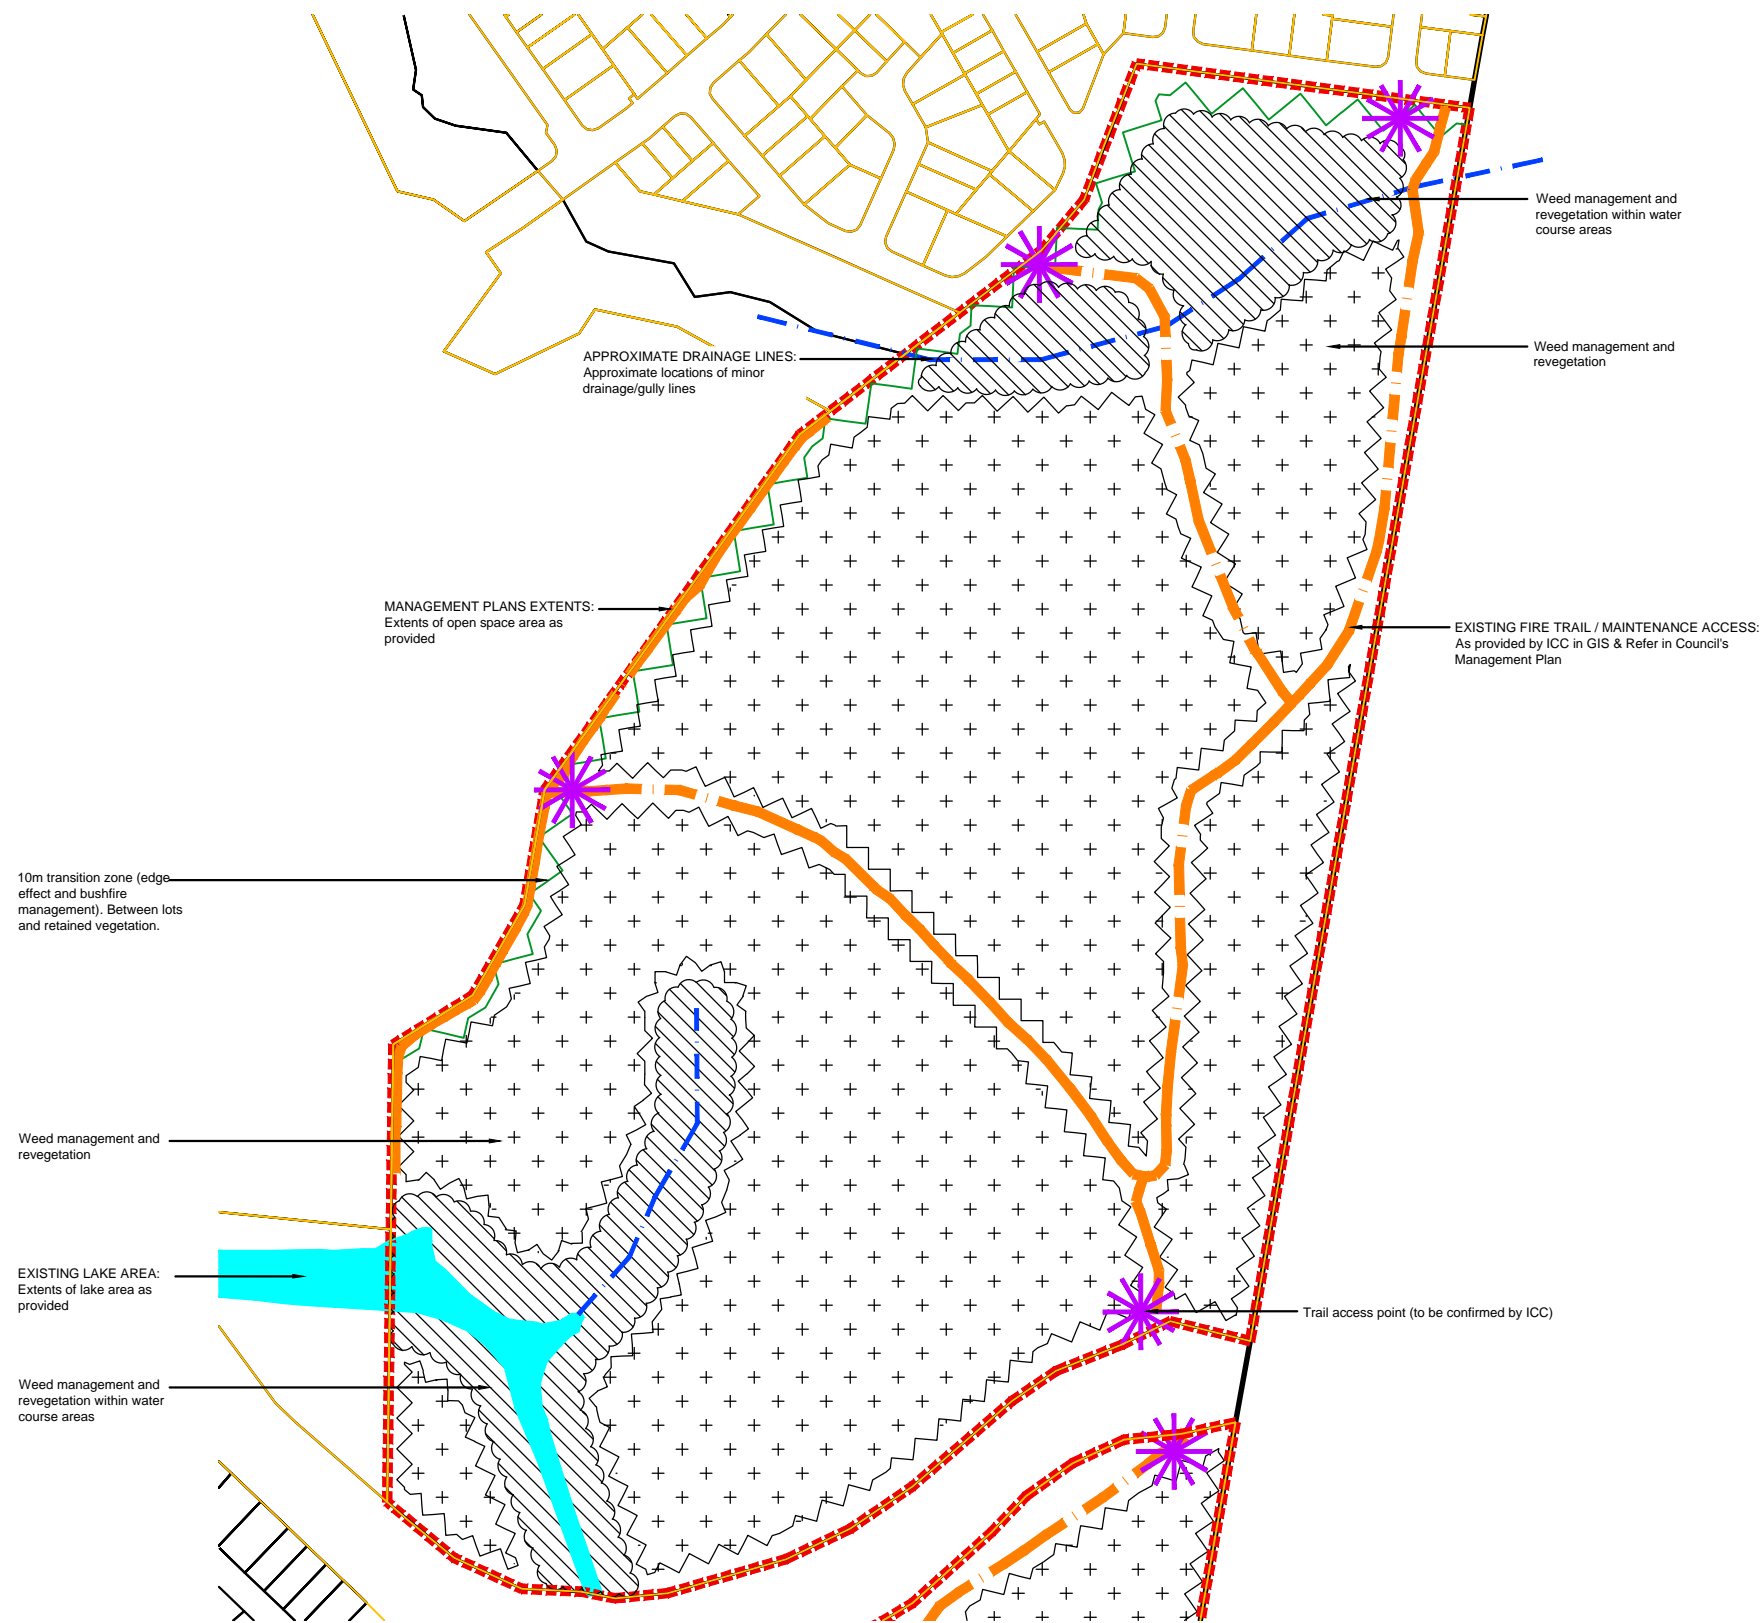 Weed management and
revegetation within water
course areas
APPROXIMATE DRAINAGE LINES:
Approximate locations of minor
drainage/gully lines
Weed management and
revegetation
MANAGEMENT PLANS EXTENTS:
Extents of open space area as
provided
EXISTING FIRE TRAIL / MAINTENANCE ACCESS:
As provided by ICC in GIS & Refer in Council's
Management Plan
10m transition zone (edge
effect and bushfire
management). Between lots
and retained vegetation.
Weed management and
revegetation
EXISTING LAKE AREA:
Extents of lake area as
provided
Trail access point (to be confirmed by ICC)
Weed management and
revegetation within water
course areas